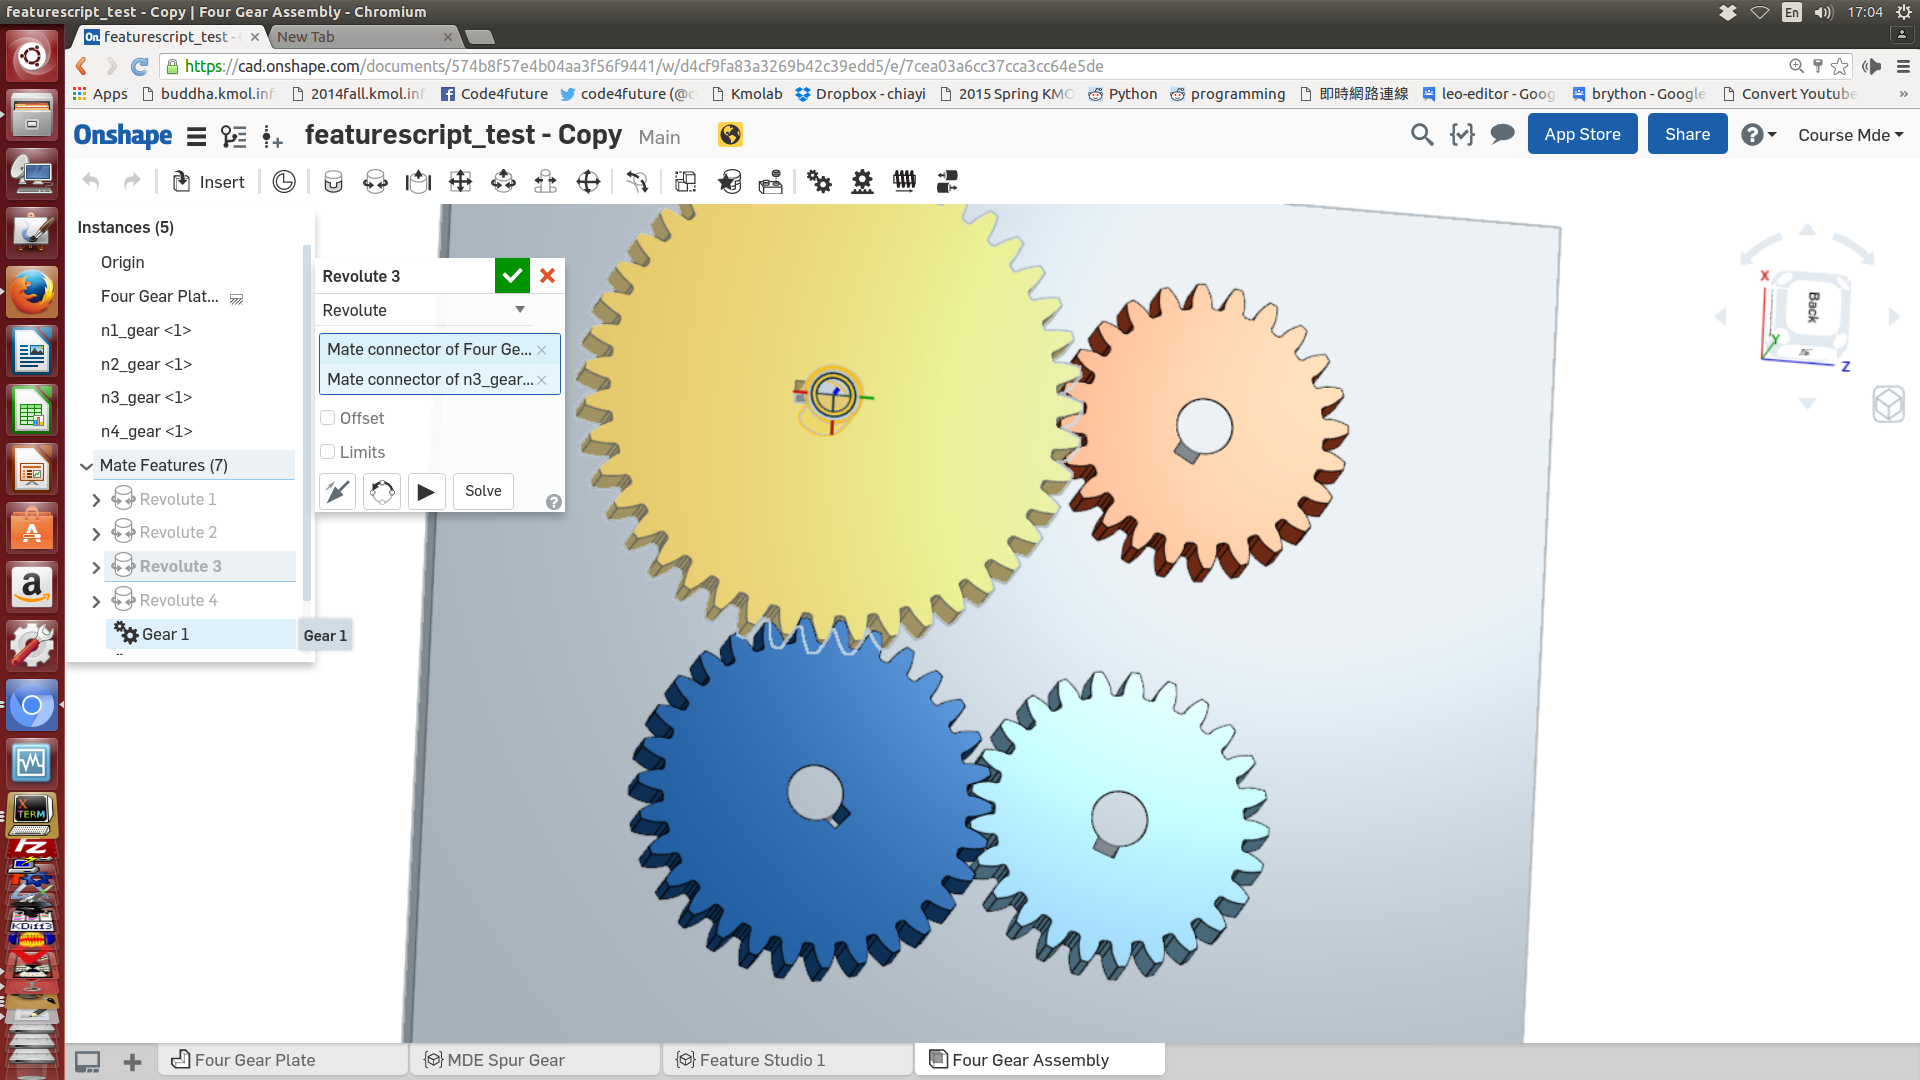 featurescript_test - Copy | Four Gear Assembly - Chromium
En
17:04
On featurescript_test -
New Tab
https://cad.onshape.com/documents/574b8f57e4b04aa3f56f9441/w/d4cf9fa83a3269b42c39edd5/e/7cea03a6cc37cca3cc64e5de
Apps
buddha.kmol.inf
2014fall.kmol.inf
Code4future
code4future (@c
Kmolab
Dropbox - chiayi
2015 Spring KMO
Python
programming
即時網路連線
leo-editor - Goog
brython - Google
Convert Youtube
»
Onshape
featurescript_test - Copy
Main
App Store
Share
Course Mde
Insert
Instances (5)
Origin
Four Gear Plat...
n1_gear <1>
n2_gear <1>
n3_gear <1>
n4_gear <1>
Mate Features (7)
Revolute 1
Revolute 2
Revolute 3
Revolute 4
Gear 1
Gear 1
Revolute 3
Revolute
Mate connector of Four Ge...
Mate connector of n3_gear...
Offset
Limits
Solve
X
Back
Y
Z
X TERM
KDiff3
Four Gear Plate
MDE Spur Gear
Feature Studio 1
Four Gear Assembly